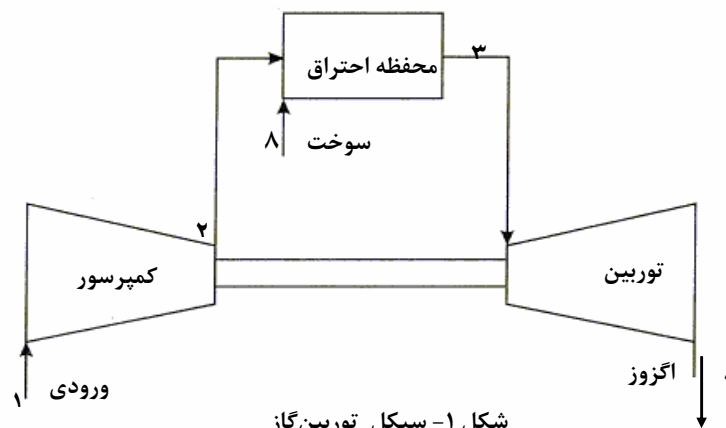 محفظه احتراق
۳
۸ سوخت
۲
کمپرسور
توربین
۱ ورودی
اگزوز
شکل ۱- سیکل توربین‌گاز